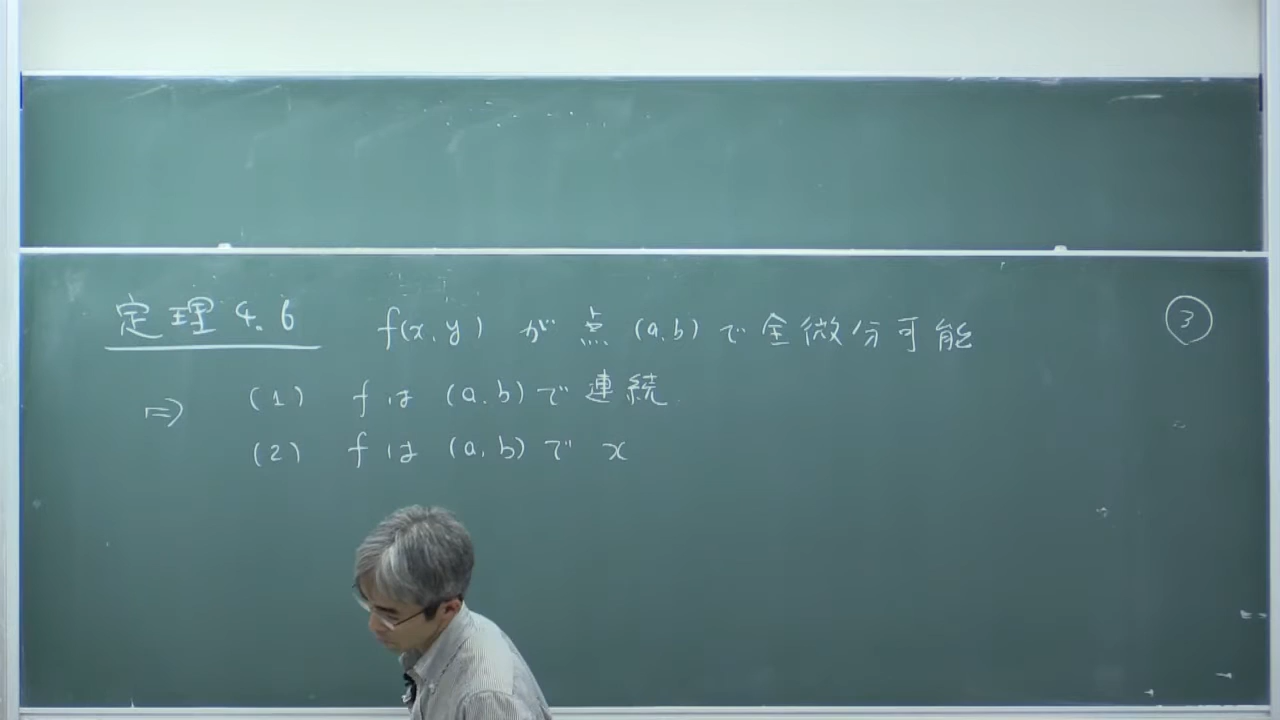 定理 4.6 f(x,y) が 点 (a,b) で 全微分可能 ③
⇒ (1) f は (a,b) で 連続
(2) f は (a,b) で x